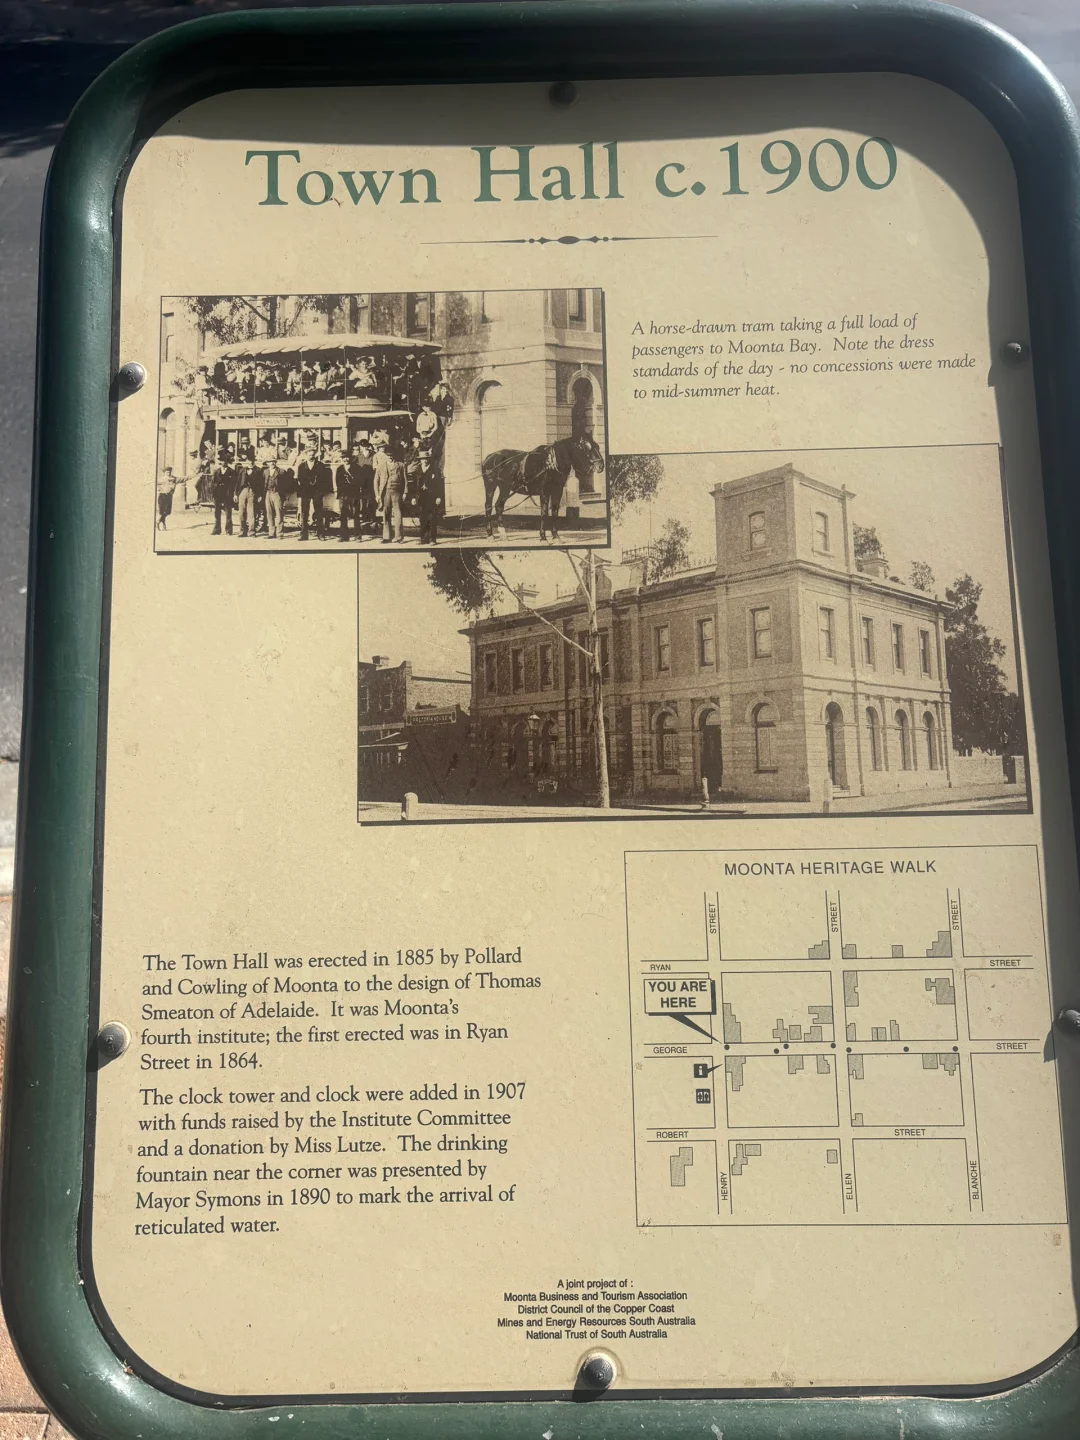 Town Hall c.1900
A horse-drawn tram taking a full load of
passengers to Moonta Bay.  Note the dress
standards of the day - no concessions were made
to mid-summer heat.
MOONTA HERITAGE WALK
STREET
STREET
STREET
RYAN
STREET
YOU ARE
HERE
GEORGE
STREET
i
ROBERT
STREET
HENRY
ELLEN
BLANCHE
The Town Hall was erected in 1885 by Pollard
and Cowling of Moonta to the design of Thomas
Smeaton of Adelaide.  It was Moonta's
fourth institute; the first erected was in Ryan
Street in 1864.
The clock tower and clock were added in 1907
with funds raised by the Institute Committee
and a donation by Miss Lutze.  The drinking
fountain near the corner was presented by
Mayor Symons in 1890 to mark the arrival of
reticulated water.
A joint project of :
Moonta Business and Tourism Association
District Council of the Copper Coast
Mines and Energy Resources South Australia
National Trust of South Australia